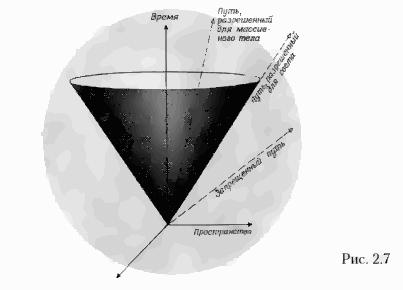 Время
Путь,
разрешенный
для массив-
ного тела
Путь, разрешенный
для света
Запрещенный путь
Пространство
Рис. 2.7